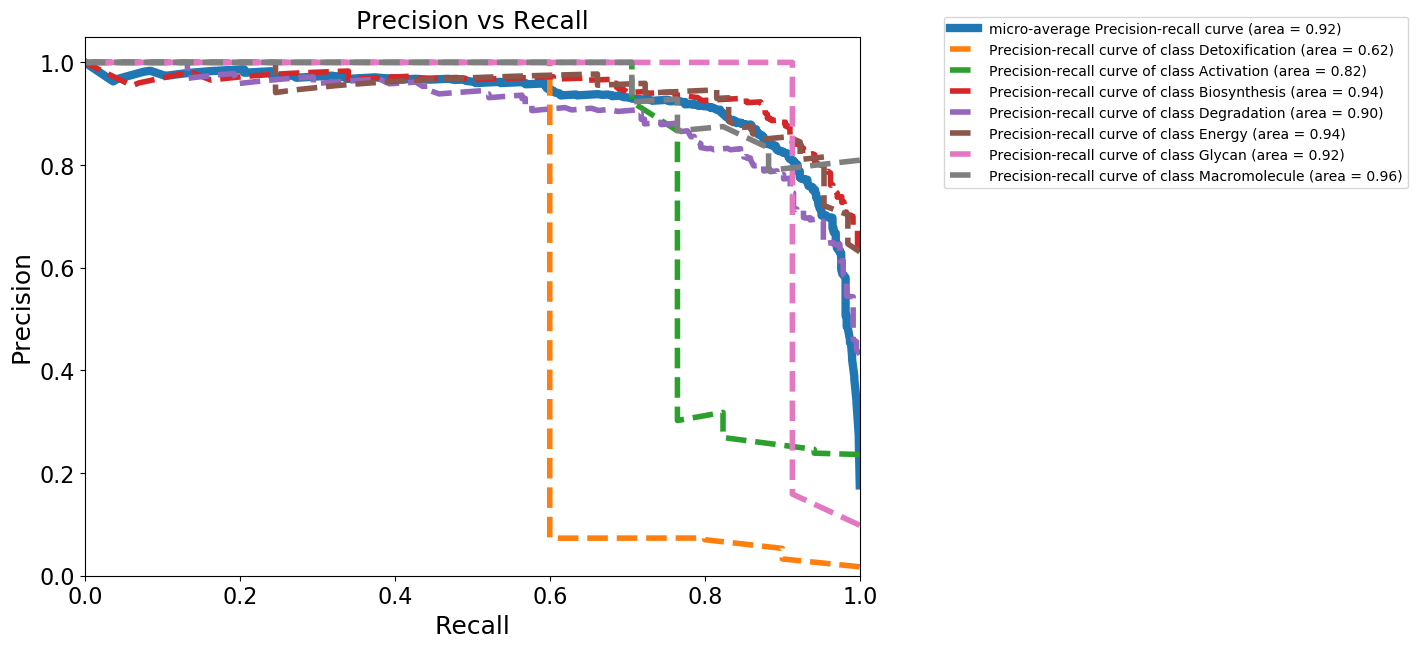 Precision vs Recall
micro-average Precision-recall curve (area = 0.92)
Precision-recall curve of class Detoxification (area = 0.62)
Precision-recall curve of class Activation (area = 0.82)
Precision-recall curve of class Biosynthesis (area = 0.94)
Precision-recall curve of class Degradation (area = 0.90)
Precision-recall curve of class Energy (area = 0.94)
Precision-recall curve of class Glycan (area = 0.92)
Precision-recall curve of class Macromolecule (area = 0.96)
Precision
1.0
0.8
0.6
0.4
0.2
0.0
0.0 0.2 0.4 0.6 0.8 1.0
Recall